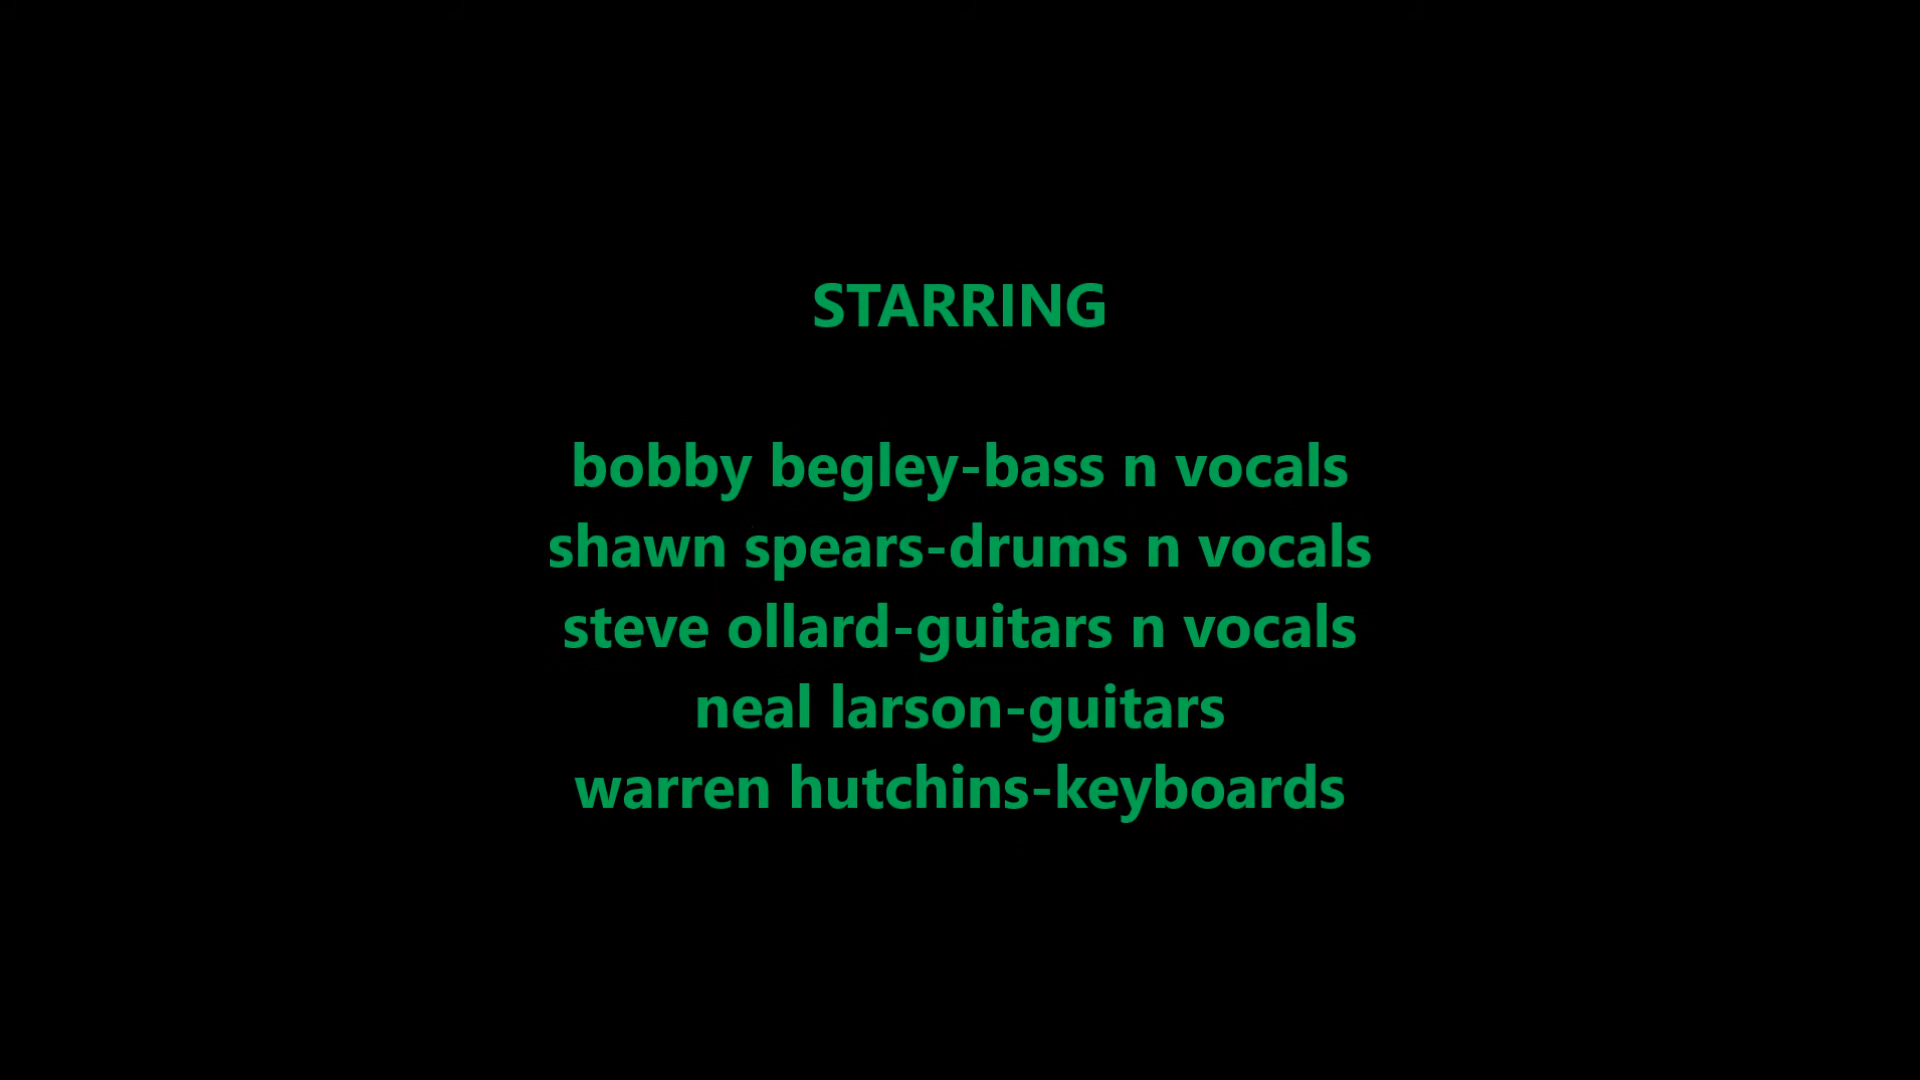 STARRING
bobby begley-bass n vocals
shawn spears-drums n vocals
steve ollard-guitars n vocals
neal larson-guitars
warren hutchins-keyboards